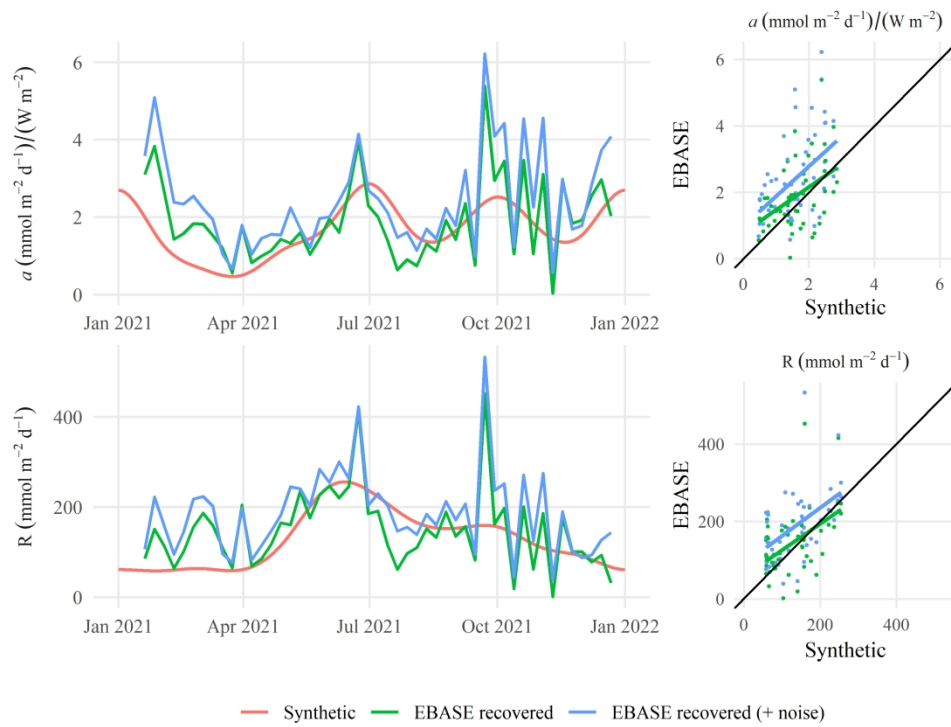 a (mmol m⁻² d⁻¹)/(W m⁻²)
6
4
2
0
Jan 2021 Apr 2021 Jul 2021 Oct 2021 Jan 2022
a (mmol m⁻² d⁻¹)/(W m⁻²)
EBASE
6
4
2
0
0 2 4 6
Synthetic
R (mmol m⁻² d⁻¹)
400
200
0
Jan 2021 Apr 2021 Jul 2021 Oct 2021 Jan 2022
R (mmol m⁻² d⁻¹)
EBASE
400
200
0
0 200 400
Synthetic
Synthetic EBASE recovered EBASE recovered (+ noise)